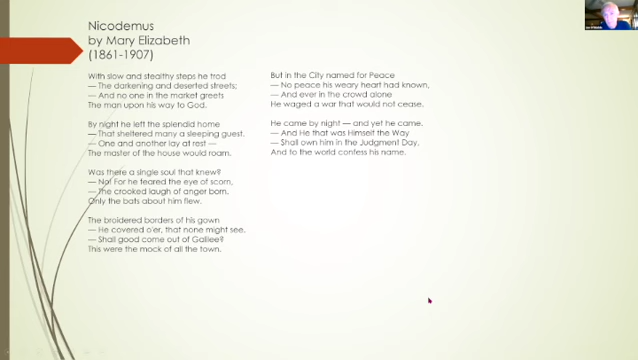 Nicodemus
by Mary Elizabeth
(1861-1907)
With slow and stealthy steps he trod
— The darkening and deserted streets;
— And no one in the market greets
The man upon his way to God.
By night he left the splendid home
— That sheltered many a sleeping guest.
— One and another lay at rest —
The master of the house would roam.
Was there a single soul that knew?
— No! For he feared the eye of scorn,
— The crooked laugh of anger born,
Only the bats about him flew.
The broidered borders of his gown
— He covered o'er, that none might see.
— Shall good come out of Galilee?
This were the mock of all the town.
But in the City named for Peace
— No peace his weary heart had known,
— And ever in the crowd alone
He waged a war that would not cease.
He came by night — and yet he came.
— And He that was Himself the Way
— Shall own him in the Judgment Day,
And to the world confess his name.